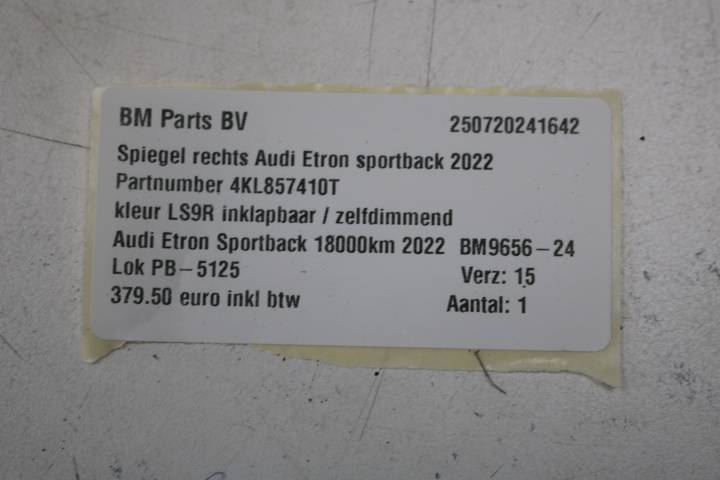 BM Parts BV 250720241642
Spiegel rechts Audi Etron sportback 2022
Partnumber 4KL857410T
kleur LS9R inklapbaar / zelfdimmend
Audi Etron Sportback 18000km 2022 BM9656-24
Lok PB-5125 Verz: 15
379.50 euro inkl btw Aantal: 1